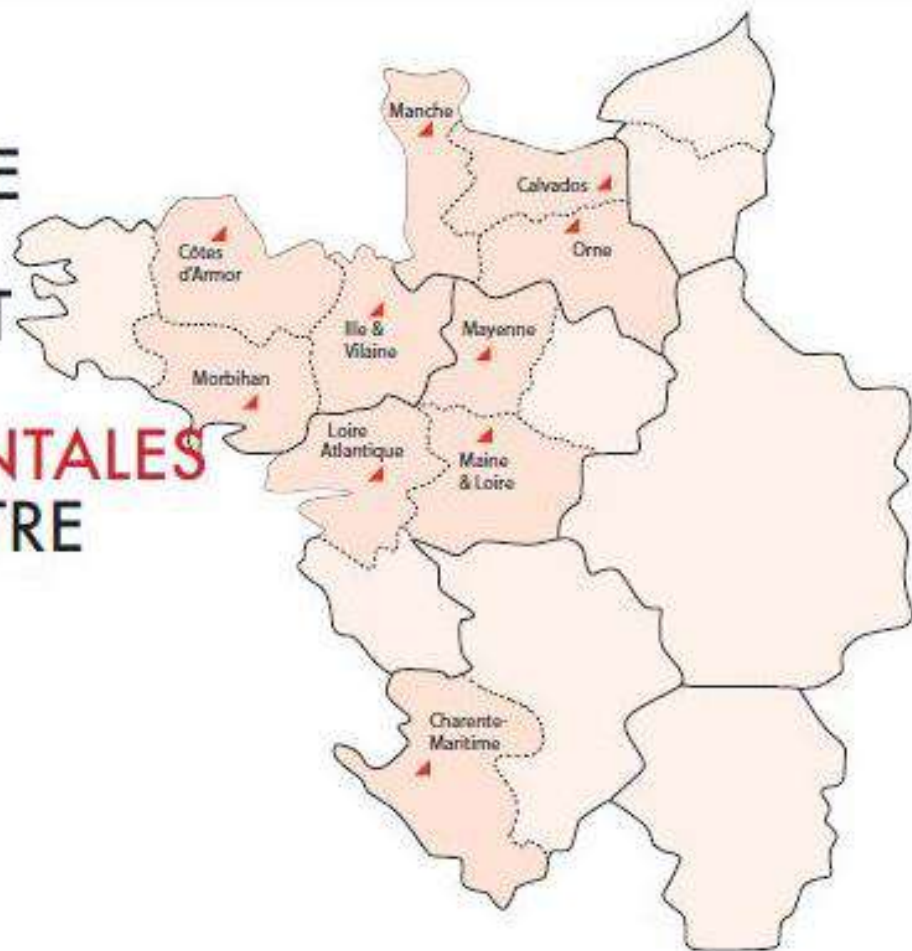 E
T
NTALES
TRE
Manche
Calvados
Orne
Côtes
d'Armor
Ille &
Vilaine
Mayenne
Morbihan
Loire
Atlantique
Maine
& Loire
Charente-
Maritime